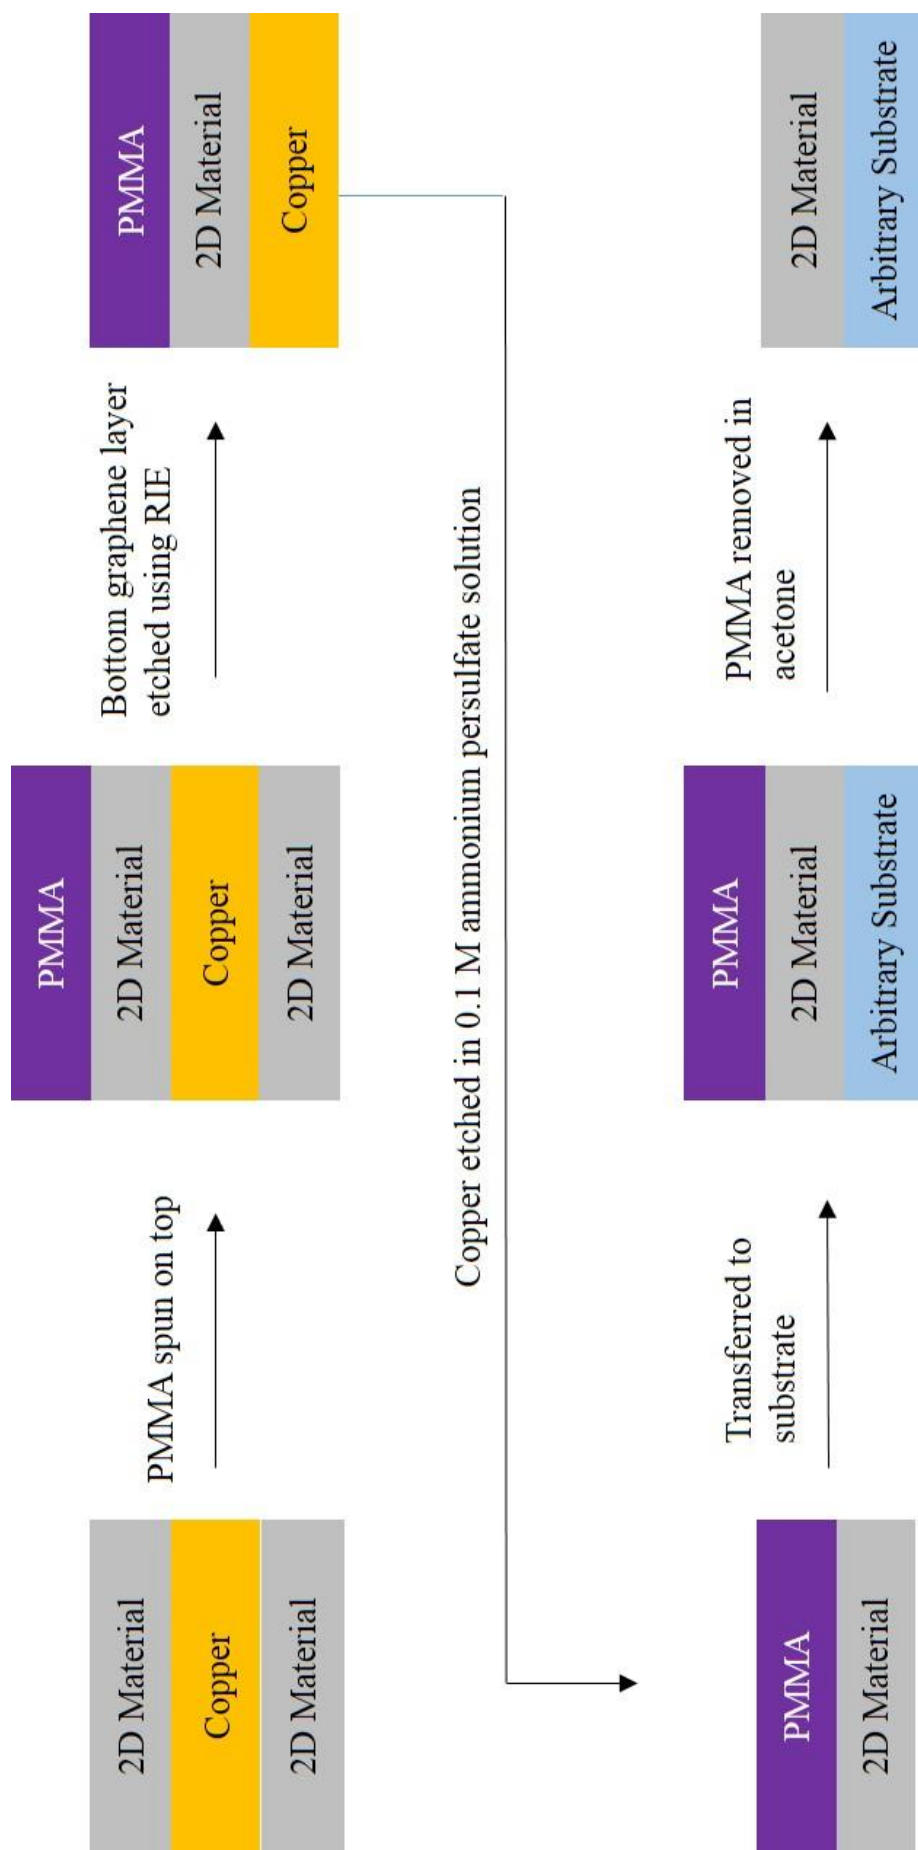 2D Material
Copper
2D Material
PMMA spun on top
PMMA
2D Material
Copper
2D Material
Bottom graphene layer
etched using RIE
PMMA
2D Material
Copper
Copper etched in 0.1 M ammonium persulfate solution
PMMA
2D Material
Transferred to
substrate
PMMA
2D Material
Arbitrary Substrate
PMMA removed in
acetone
2D Material
Arbitrary Substrate